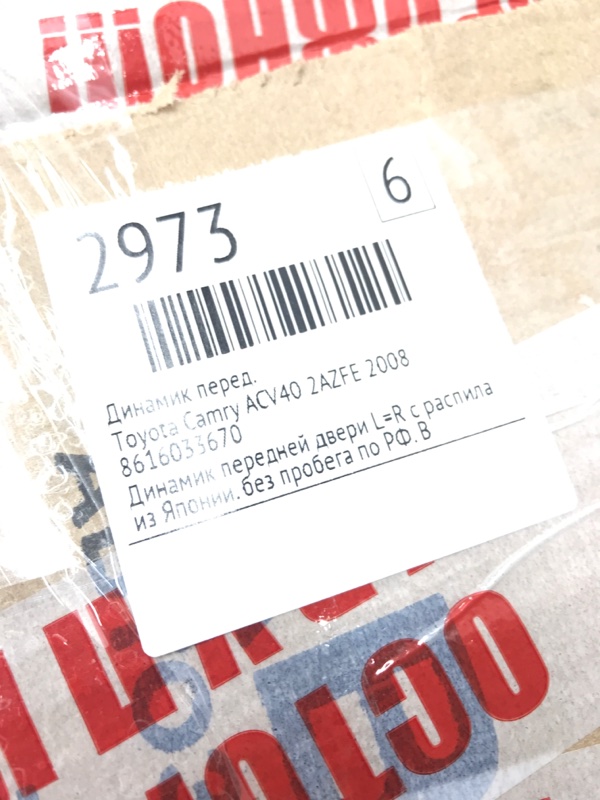 2973
6
Динамик перед.
Toyota Camry ACV40 2AZFE 2008
8616033670
Динамик передней двери L=R с распила
из Японии.без пробега по РФ.В